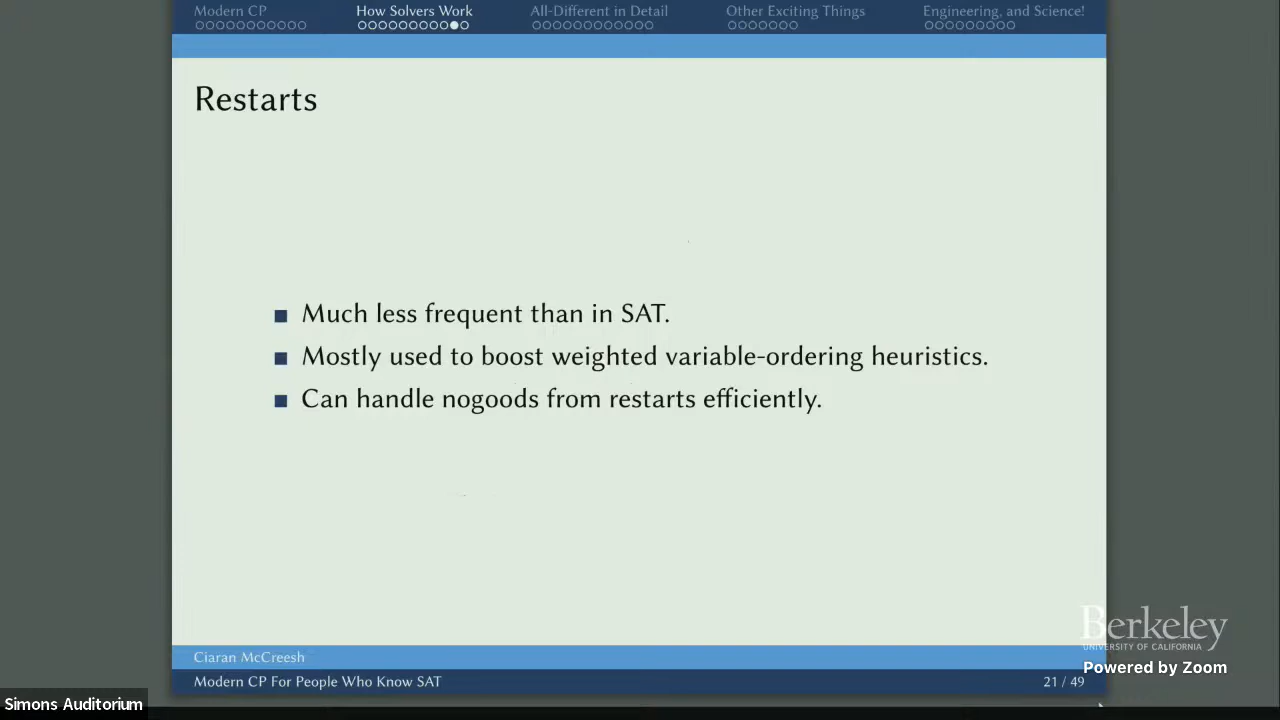 Modern CP How Solvers Work All-Different in Detail Other Exciting Things Engineering, and Science!
Restarts
Much less frequent than in SAT.
Mostly used to boost weighted variable-ordering heuristics.
Can handle nogoods from restarts efficiently.
Berkeley
UNIVERSITY OF CALIFORNIA
Powered by Zoom
Ciaran McCreesh
Modern CP For People Who Know SAT 21 / 49
Simons Auditorium